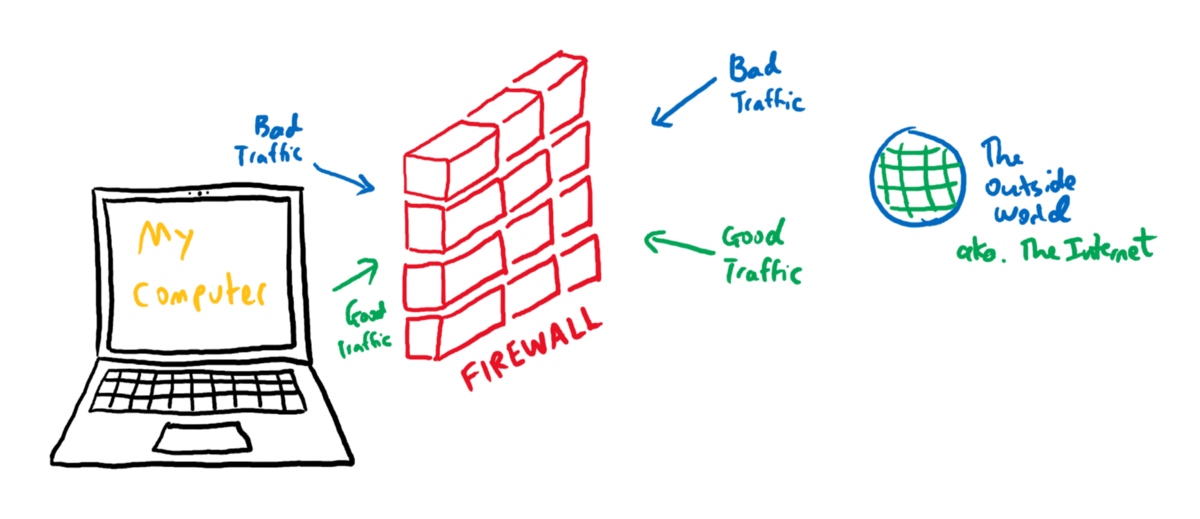 My
Computer
Bad
Traffic
Good
Traffic
FIREWALL
Bad
Traffic
Good
Traffic
The
Outside
World
aka. The Internet